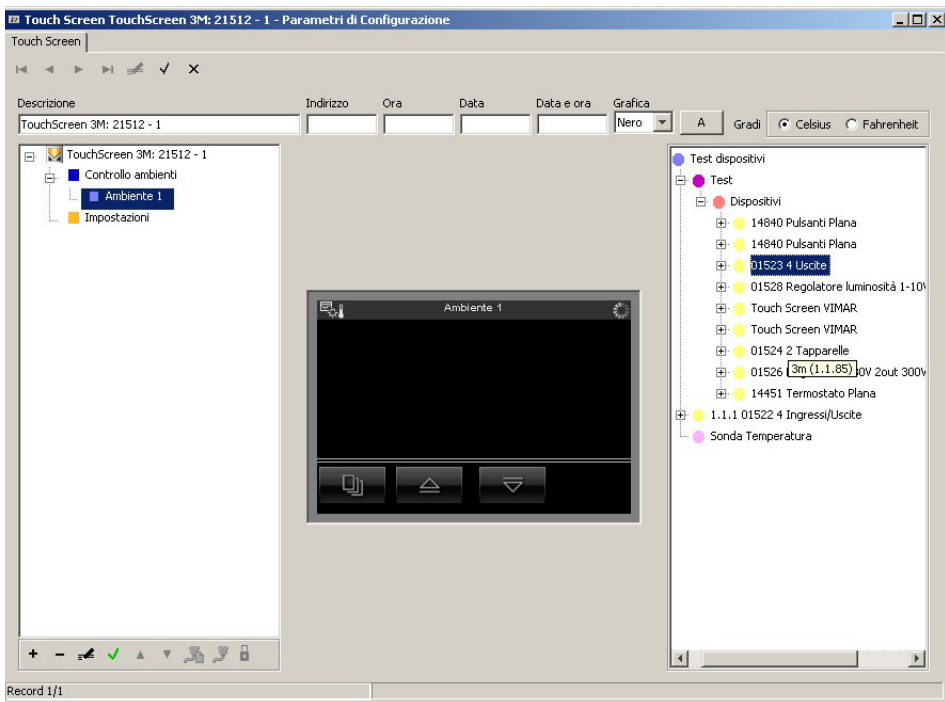 Touch Screen TouchScreen 3M: 21512 - 1 - Parametri di Configurazione
Touch Screen
Descrizione Indirizzo Ora Data Data e ora Grafica
TouchScreen 3M: 21512 - 1 Nero A Gradi Celsius Fahrenheit
TouchScreen 3M: 21512 - 1
Controllo ambienti
Ambiente 1
Impostazioni
Ambiente 1
Test dispositivi
Test
Dispositivi
14840 Pulsanti Plana
14840 Pulsanti Plana
01523 4 Uscite
01528 Regolatore luminosità 1-10
Touch Screen VIMAR
Touch Screen VIMAR
01524 2 Tapparelle
3m (1.1.85)
01526 0V 2out 300
14451 Termostato Plana
1.1.1 01522 4 Ingressi/Uscite
Sonda Temperatura
Record 1/1